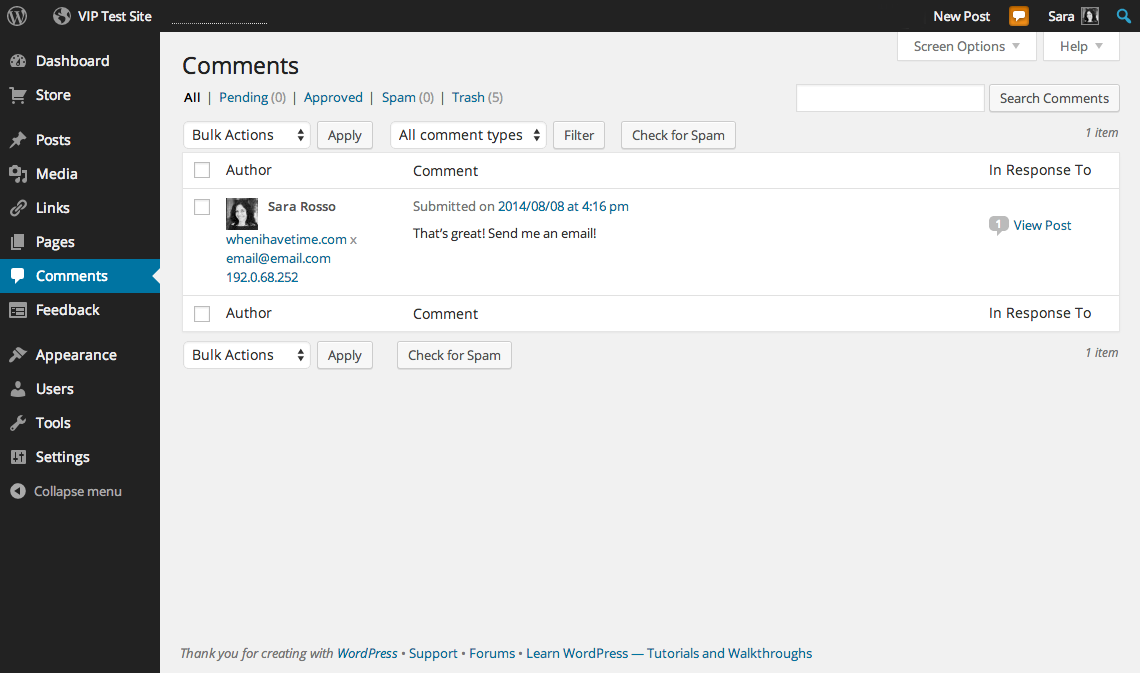 VIP Test Site
New Post
Sara
Dashboard
Store
Posts
Media
Links
Pages
Comments
Feedback
Appearance
Users
Tools
Settings
Collapse menu
Screen Options
Help
Comments
All | Pending (0) | Approved | Spam (0) | Trash (5)
Search Comments
Bulk Actions Apply All comment types Filter Check for Spam 1 item
Author Comment In Response To
Sara Rosso
whenihavetime.com x
email@email.com
192.0.68.252
Submitted on 2014/08/08 at 4:16 pm
That's great! Send me an email!
1 View Post
Author Comment In Response To
Bulk Actions Apply Check for Spam 1 item
Thank you for creating with WordPress • Support • Forums • Learn WordPress — Tutorials and Walkthroughs